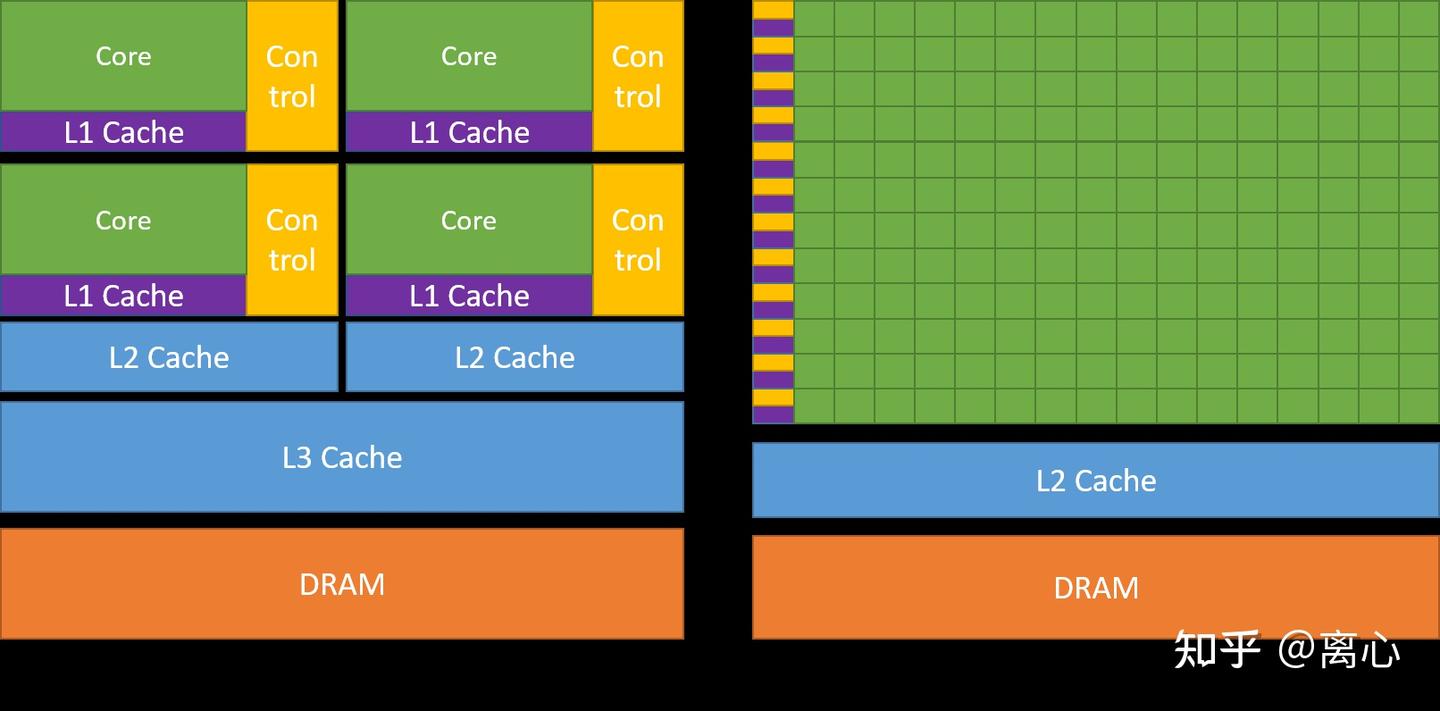 Core
Con
trol
L1 Cache
Core
Con
trol
L1 Cache
Core
Con
trol
L1 Cache
Core
Con
trol
L1 Cache
L2 Cache
L2 Cache
L3 Cache
DRAM
L2 Cache
DRAM
知乎 @离心